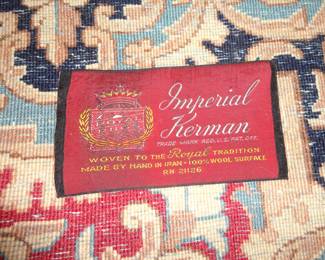 Imperial
Kerman
TRADE MARK REG. U.S. PAT. OFF.
WOVEN TO THE Royal TRADITION
MADE BY HAND IN IRAN - 100% WOOL SURFACE
RN 21126